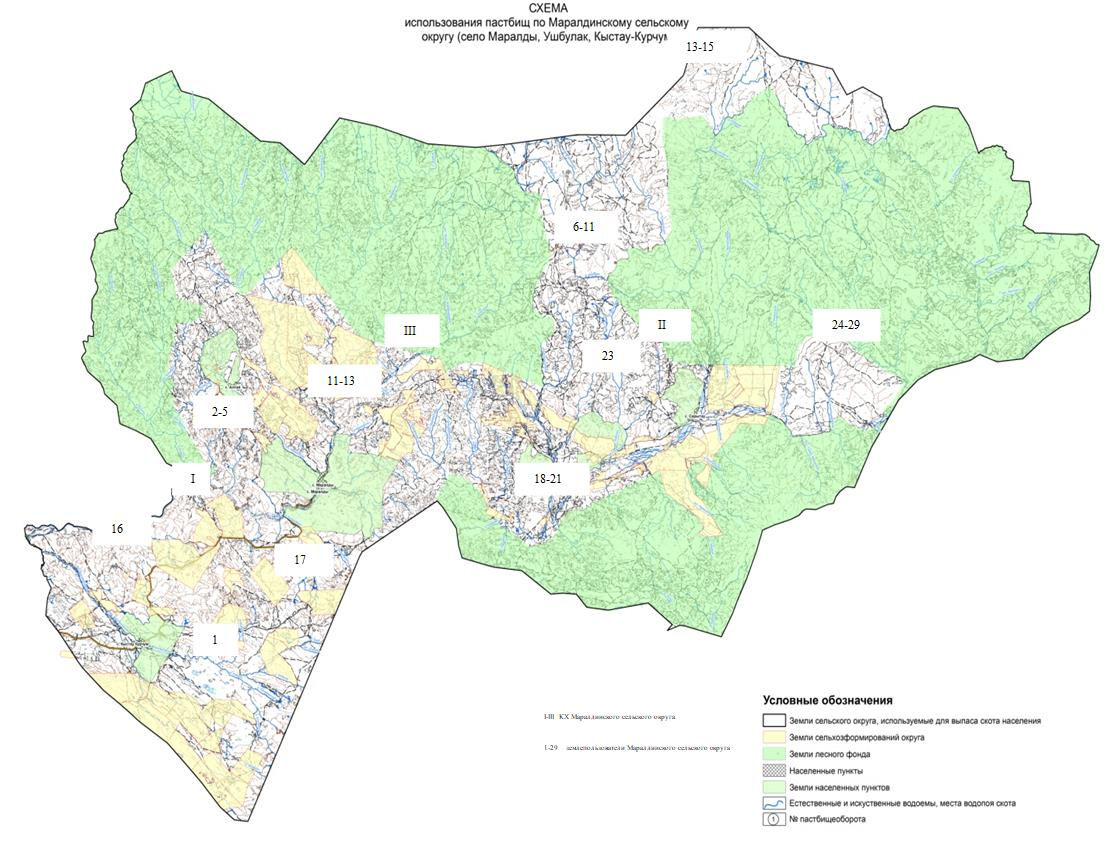 СХЕМА
использования пастбищ по Маралдинскому сельскому
округу (село Маралды, Ушбулак, Кыстау-Курчум
13-15
6-11
III
II
24-29
23
11-13
2-5
I
18-21
16
17
1
с. Маралды
Условные обозначения
I-III КХ Маралдинского сельского округа
Земли сельского округа, используемые для выпаса скота населения
Земли сельхозформирований округа
1-29 землепользователи Маралдинского сельского округа
Земли лесного фонда
Населенные пункты
Земли населенных пунктов
Естественные и искуственные водоемы, места водопоя скота
1 № пастбищеоборота